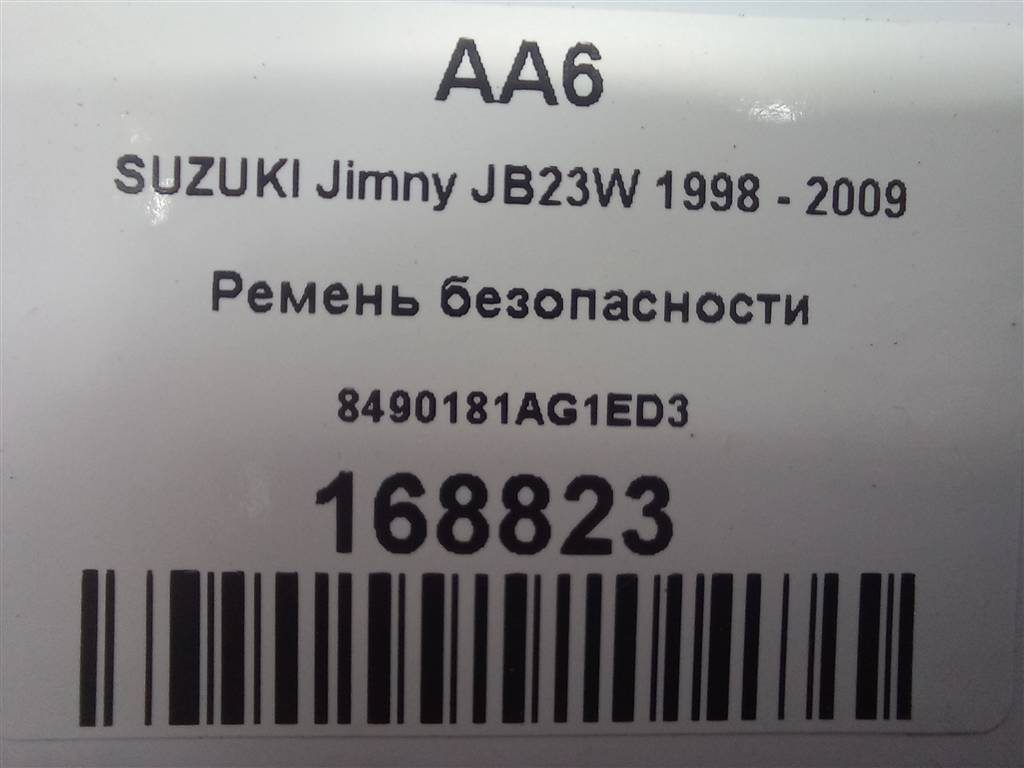 AA6
SUZUKI Jimny JB23W 1998 - 2009
Ремень безопасности
8490181AG1ED3
168823